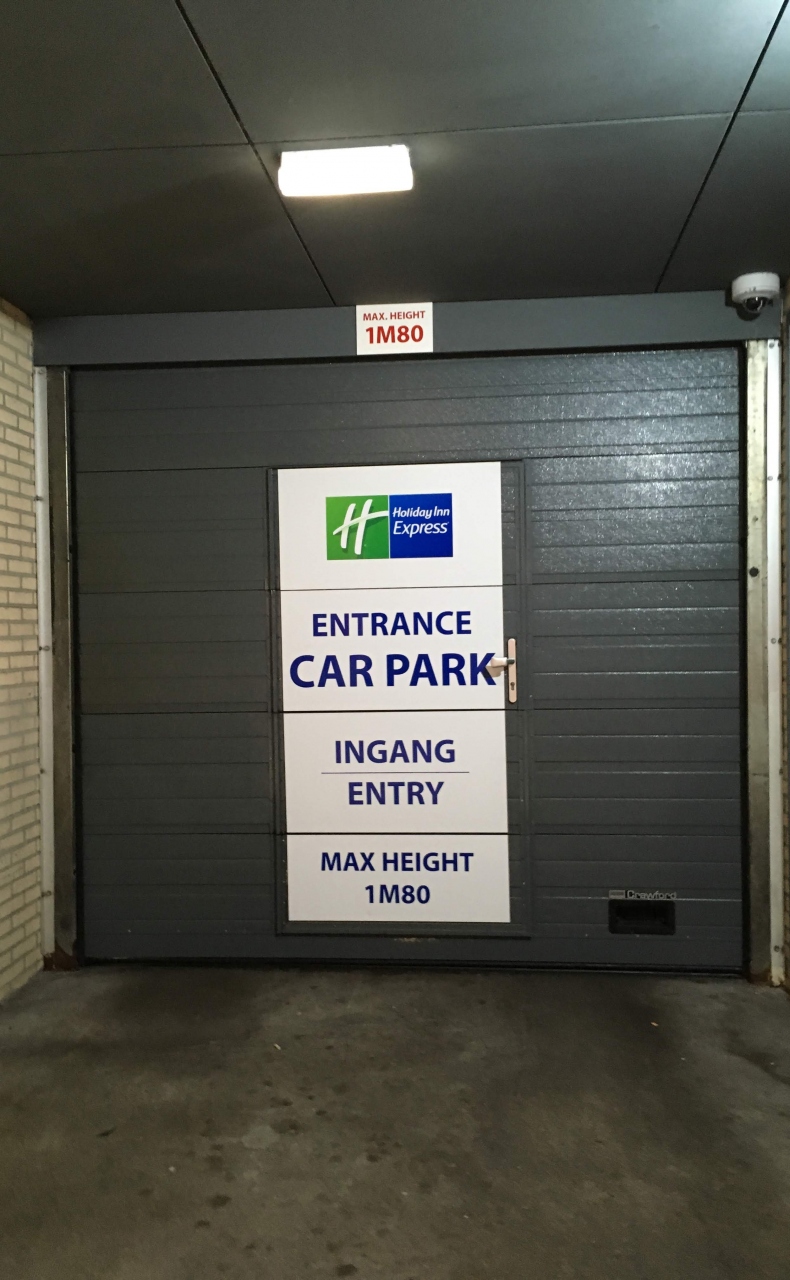 MAX. HEIGHT
1M80
Holiday Inn
Express
ENTRANCE
CAR PARK
INGANG
ENTRY
MAX HEIGHT
1M80
Crawford